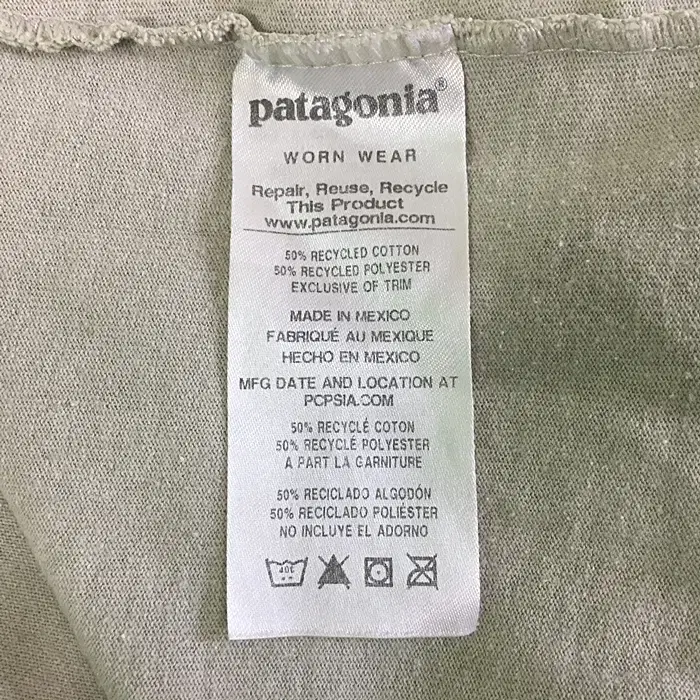 patagonia®
WORN WEAR
Repair, Reuse, Recycle
This Product
www.patagonia.com
50% RECYCLED COTTON
50% RECYCLED POLYESTER
EXCLUSIVE OF TRIM
MADE IN MEXICO
FABRIQUÉ AU MEXIQUE
HECHO EN MEXICO
MFG DATE AND LOCATION AT
PCPSIA.COM
50% RECYCLÉ COTON
50% RECYCLÉ POLYESTER
A PART LA GARNITURE
50% RECICLADO ALGODÓN
50% RECICLADO POLIÉSTER
NO INCLUYE EL ADORNO
40C